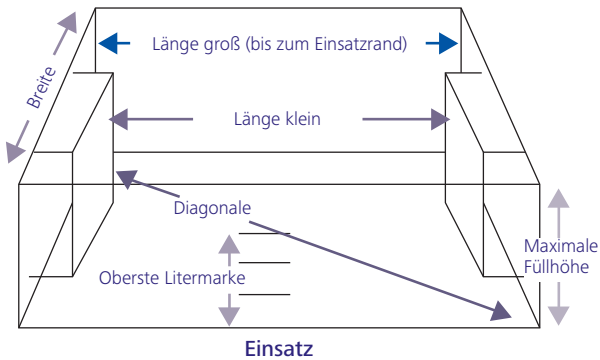 Länge groß (bis zum Einsatzrand)
Breite
Länge klein
Diagonale
Maximale
Füllhöhe
Oberste Litermarke
Einsatz